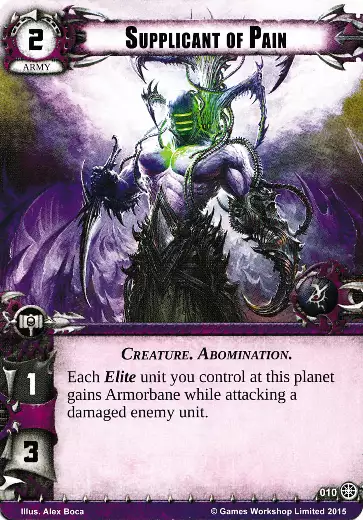 2
SUPPLICANT OF PAIN
ARMY
CREATURE. ABOMINATION.
1
Each Elite unit you control at this planet
gains Armorbane while attacking a
damaged enemy unit.
3
010
Illus. Alex Boca
© Games Workshop Limited 2015